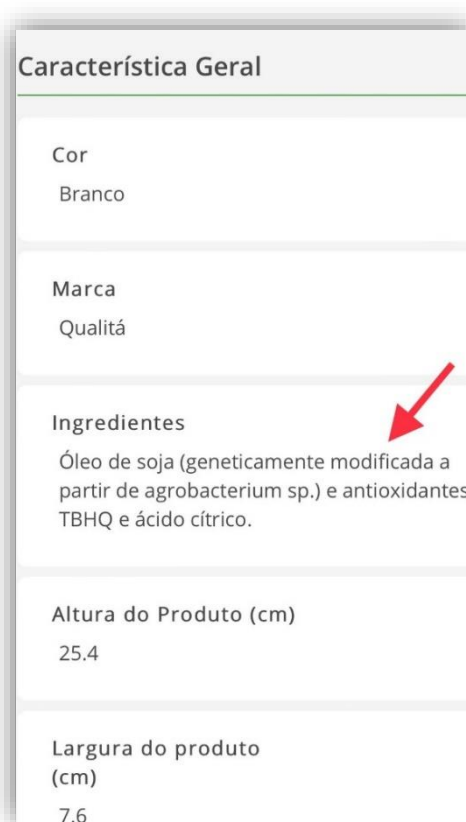 Característica Geral
Cor
Branco
Marca
Qualitá
Ingredientes
Óleo de soja (geneticamente modificada a
partir de agrobacterium sp.) e antioxidantes
TBHQ e ácido cítrico.
Altura do Produto (cm)
25.4
Largura do produto
(cm)
7.6